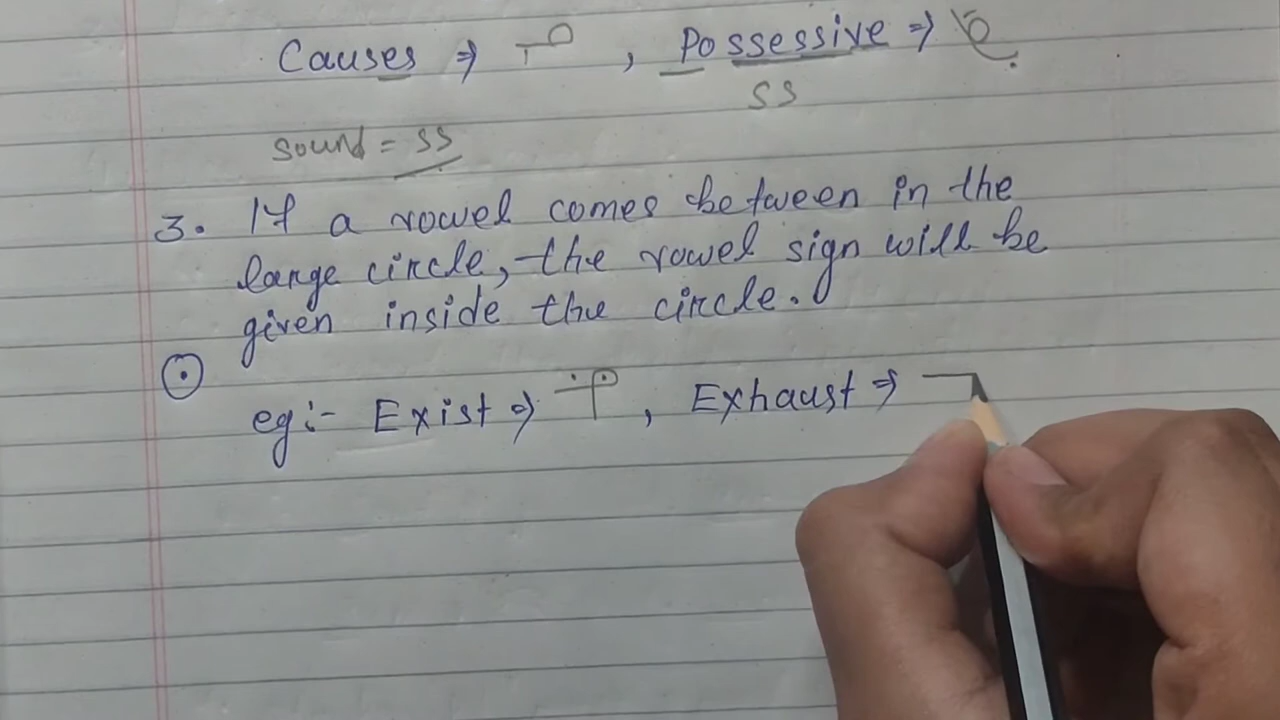 Causes ⇒ , Possessive ⇒
ss
sound = ss
3. If a vowel comes between in the
large circle, the vowel sign will be
given inside the circle.
eg:- Exist ⇒ , Exhaust ⇒